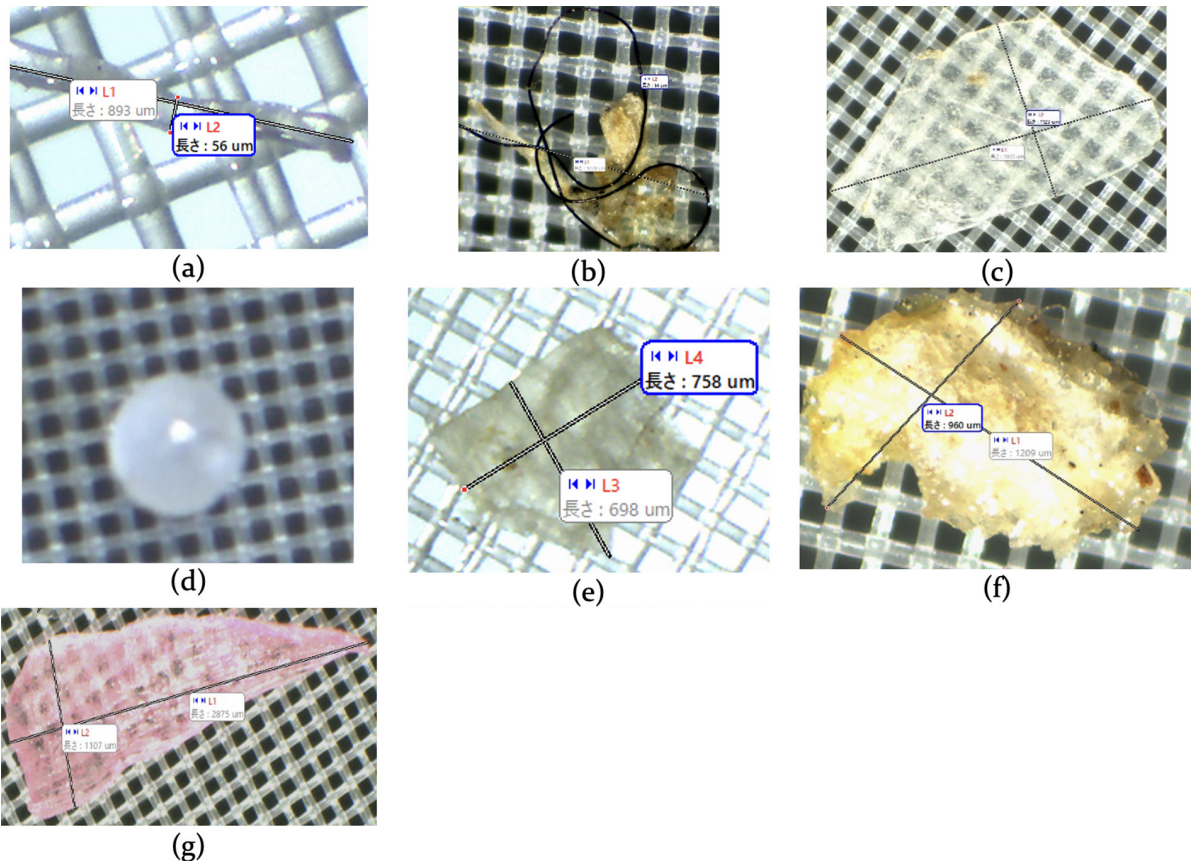 L1
長さ : 893 um
L2
長さ : 56 um
(a)
(b)
(c)
L4
長さ : 758 um
L3
長さ : 698 um
L2
長さ : 960 um
L1
長さ : 1209 um
(d)
(e)
(f)
L1
長さ : 2875 um
L2
長さ : 1107 um
(g)